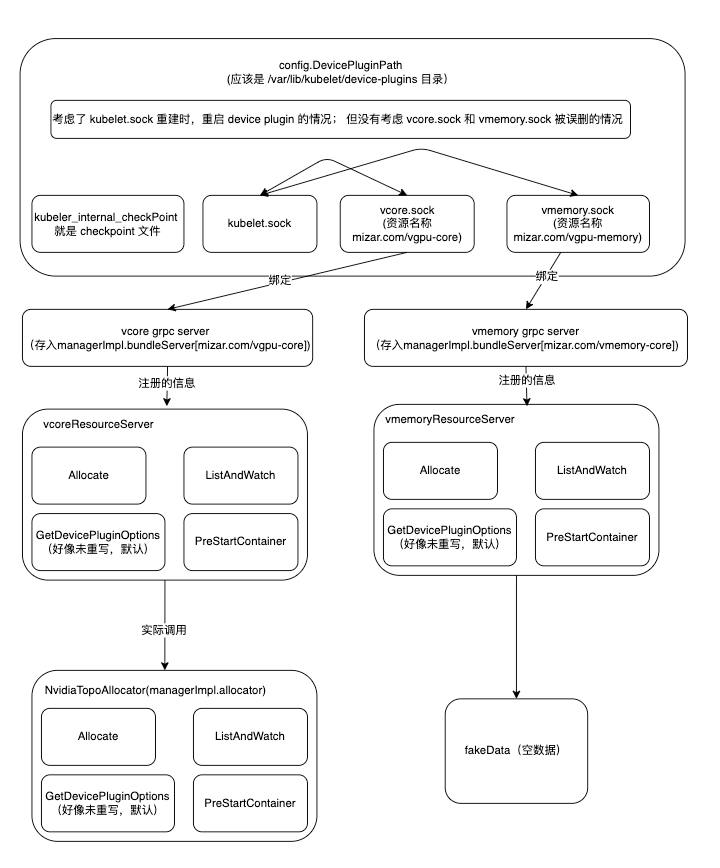 config.DevicePluginPath
(应该是 /var/lib/kubelet/device-plugins 目录）
考虑了 kubelet.sock 重建时，重启 device plugin 的情况； 但没有考虑 vcore.sock 和 vmemory.sock 被误删的情况
kubeler_internal_checkPoint
就是 checkpoint 文件
kubelet.sock
vcore.sock
(资源名称
mizar.com/vgpu-core)
vmemory.sock
(资源名称
mizar.com/vgpu-memory)
绑定
绑定
vcore grpc server
（存入managerImpl.bundleServer[mizar.com/vgpu-core])
vmemory grpc server
（存入managerImpl.bundleServer[mizar.com/vmemory-core])
注册的信息
注册的信息
vcoreResourceServer
Allocate
ListAndWatch
GetDevicePluginOptions
（好像未重写，默认）
PreStartContainer
vmemoryResourceServer
Allocate
ListAndWatch
GetDevicePluginOptions
（好像未重写，默认）
PreStartContainer
实际调用
NvidiaTopoAllocator(managerImpl.allocator)
Allocate
ListAndWatch
GetDevicePluginOptions
（好像未重写，默认）
PreStartContainer
fakeData（空数据）